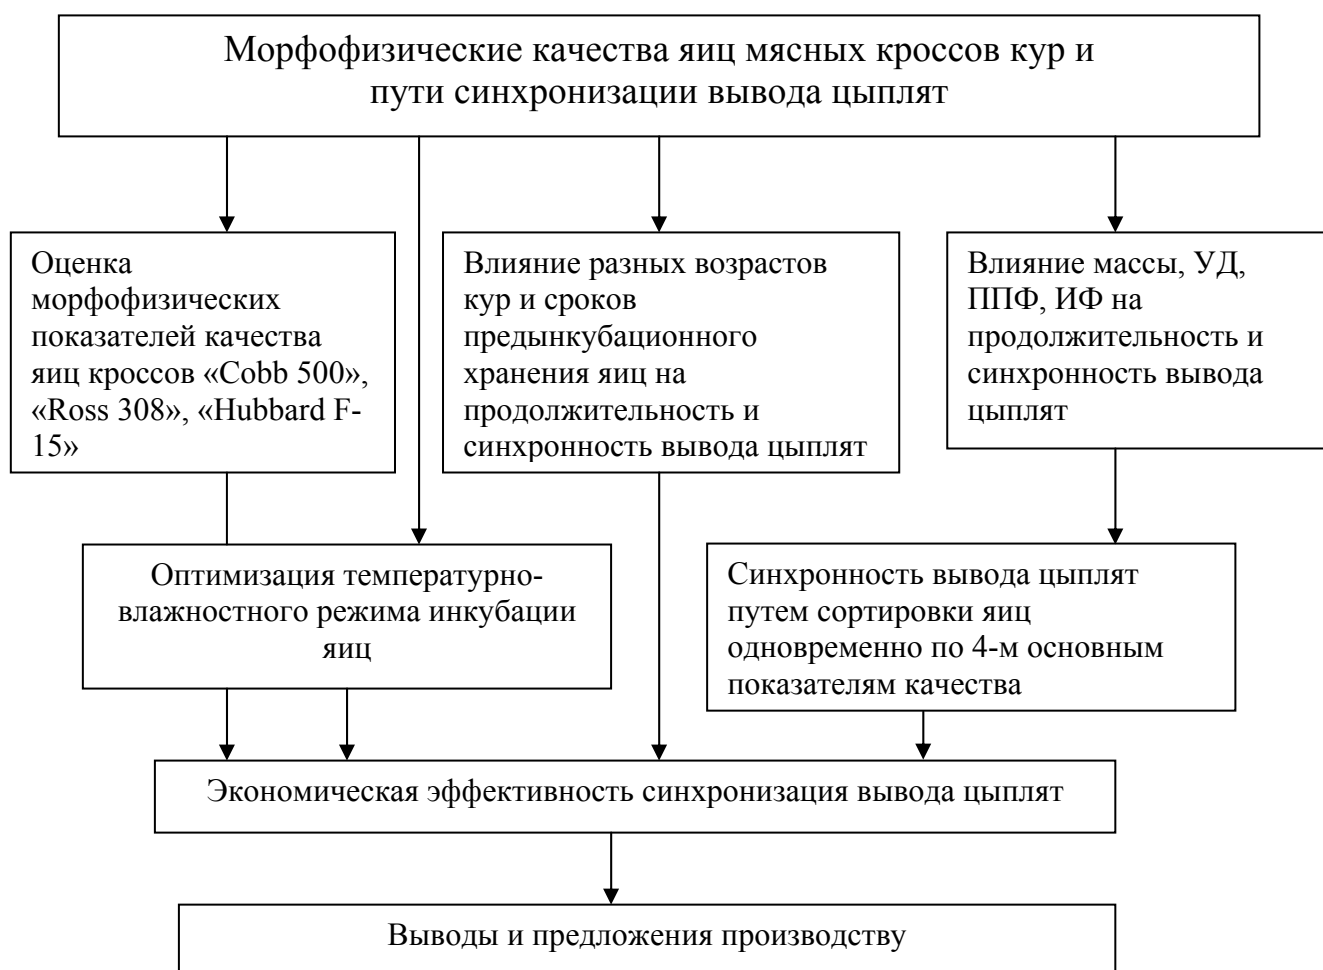 Морфофизические качества яиц мясных кроссов кур и
пути синхронизации вывода цыплят
Оценка
морфофизических
показателей качества
яиц кроссов «Cobb 500»,
«Ross 308», «Hubbard F-
15»
Влияние разных возрастов
кур и сроков
предынкубационного
хранения яиц на
продолжительность и
синхронность вывода цыплят
Влияние массы, УД,
ППФ, ИФ на
продолжительность и
синхронность вывода
цыплят
Оптимизация температурно-
влажностного режима инкубации
яиц
Синхронность вывода цыплят
путем сортировки яиц
одновременно по 4-м основным
показателям качества
Экономическая эффективность синхронизация вывода цыплят
Выводы и предложения производству